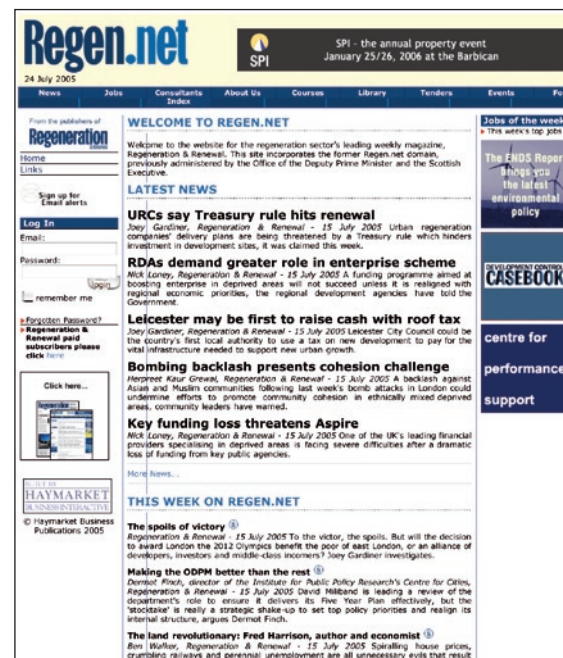 Regen.net
SPI
SPI - the annual property event
January 25/26, 2006 at the Barbican
24 July 2005
News Jobs Consultants Index About Us Courses Library Tenders Events
From the publishers of
Regeneration
Home
Links
Sign up for
Email alerts
Log In
Email:
Password:
login
remember me
Forgotten Password?
Regeneration &
Renewal paid
subscribers please
click here
Click here...
BUILT BY
HAYMARKET
BUSINESS INTERACTIVE
© Haymarket Business
Publications 2005
WELCOME TO REGEN.NET
Welcome to the website for the regeneration sector's leading weekly magazine,
Regeneration & Renewal. This site incorporates the former Regen.net domain,
previously administered by the Office of the Deputy Prime Minister and the Scottish
Executive.
LATEST NEWS
URCs say Treasury rule hits renewal
Joey Gardiner, Regeneration & Renewal - 15 July 2005 Urban regeneration
companies' delivery plans are being threatened by a Treasury rule which hinders
investment in development sites, it was claimed this week.
RDAs demand greater role in enterprise scheme
Nick Loney, Regeneration & Renewal - 15 July 2005 A funding programme aimed at
boosting enterprise in deprived areas will not succeed unless it is realigned with
regional economic priorities, the regional development agencies have told the
Government.
Leicester may be first to raise cash with roof tax
Joey Gardiner, Regeneration & Renewal - 15 July 2005 Leicester City Council could be
the country's first local authority to use a tax on new development to pay for the
vital infrastructure needed to support new urban growth.
Bombing backlash presents cohesion challenge
Herpreet Kaur Grewal, Regeneration & Renewal - 15 July 2005 A backlash against
Asian and Muslim communities following last week's bomb attacks in London could
undermine efforts to promote community cohesion in ethnically mixed deprived
areas, community leaders have warned.
Key funding loss threatens Aspire
Nick Loney, Regeneration & Renewal - 15 July 2005 One of the UK's leading financial
providers specialising in deprived areas is facing severe difficulties after a dramatic
loss of funding from key public agencies.
More News...
THIS WEEK ON REGEN.NET
The spoils of victory
Regeneration & Renewal - 15 July 2005 To the victor, the spoils. But will the decision
to award London the 2012 Olympics benefit the poor of east London, or an alliance of
developers, investors and middle-class incomers? Joey Gardiner investigates.
Making the ODPM better than the rest
Dermot Finch, director of the Institute for Public Policy Research's Centre for Cities,
Regeneration & Renewal - 15 July 2005 David Miliband is leading a review of the
department's role to ensure it delivers its Five Year Plan effectively, but the
'stocktake' is really a strategic shake-up to set top policy priorities and realign its
internal structure, argues Dermot Finch.
The land revolutionary: Fred Harrison, author and economist
Ben Walker, Regeneration & Renewal - 15 July 2005 Spiralling house prices,
crumbling railways and perennial unemployment are all unnecessary evils that result
Jobs of the week
This week's top jobs
The ENDS Report
brings you
the latest
environmental
policy
DEVELOPMENT CONTROL
CASEBOOK
centre for
performance
support